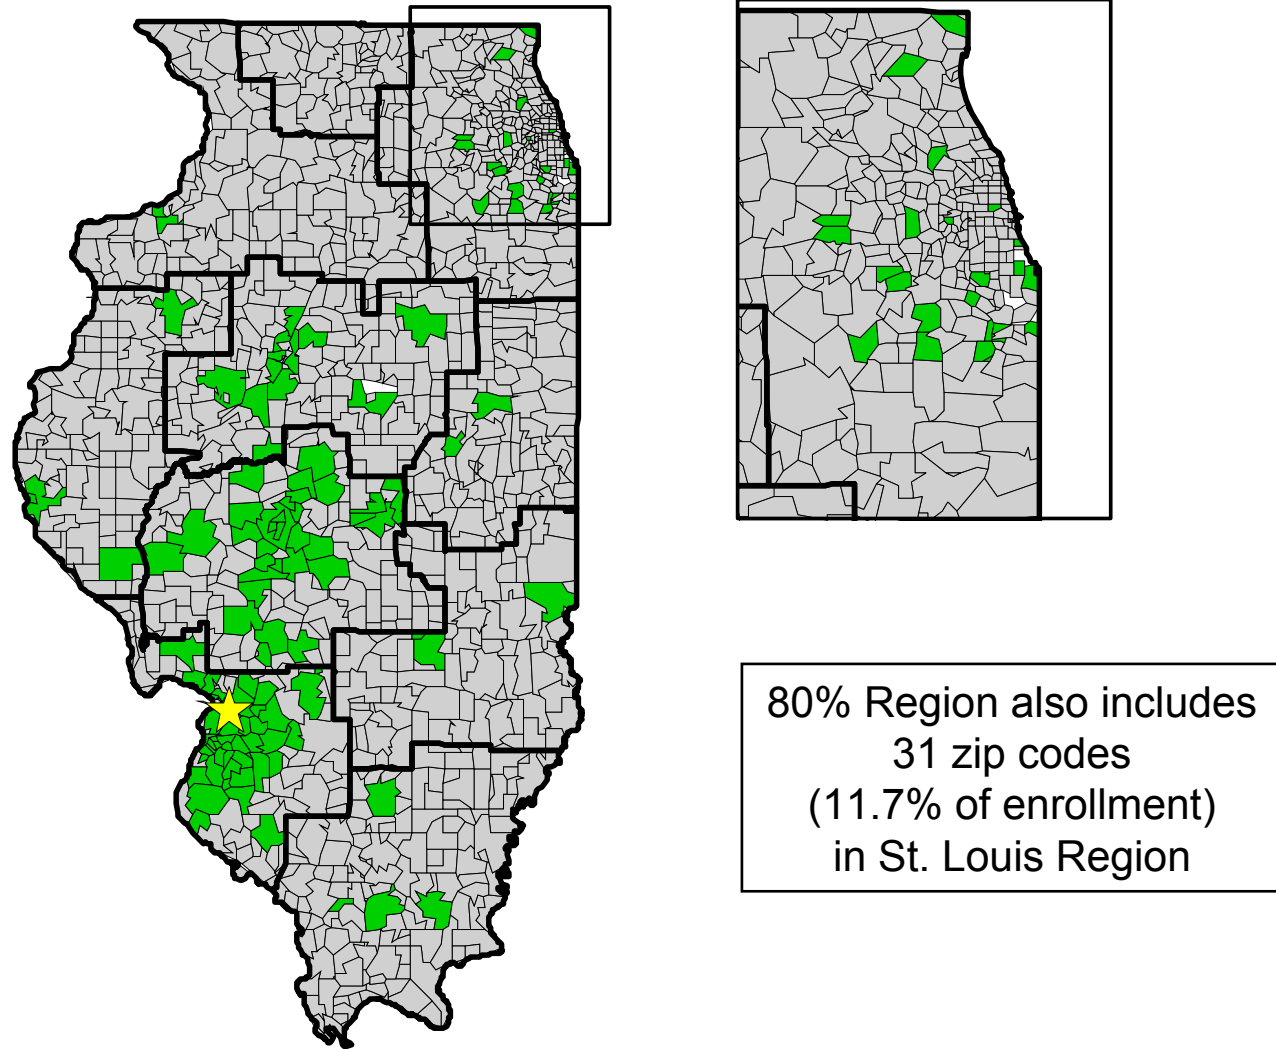 80% Region also includes
31 zip codes
(11.7% of enrollment)
in St. Louis Region